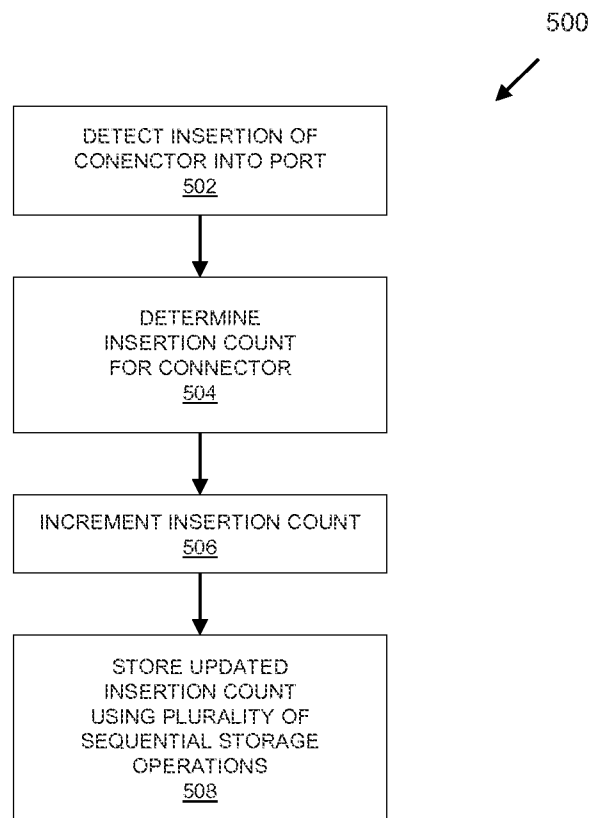 500
DETECT INSERTION OF
CONENCTOR INTO PORT
502
DETERMINE
INSERTION COUNT
FOR CONNECTOR
504
INCREMENT INSERTION COUNT
506
STORE UPDATED
INSERTION COUNT
USING PLURALITY OF
SEQUENTIAL STORAGE
OPERATIONS
508